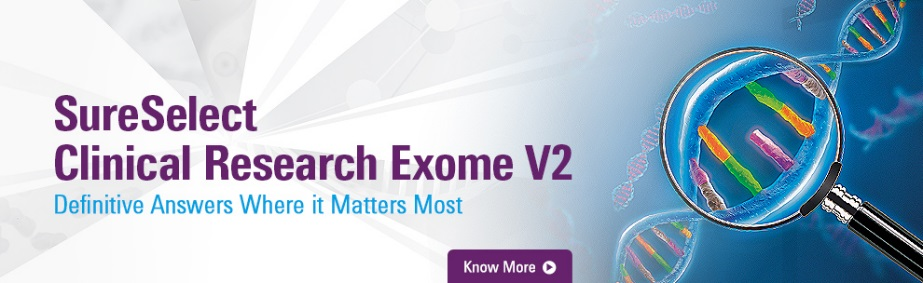 SureSelect
Clinical Research Exome V2
Definitive Answers Where it Matters Most
Know More